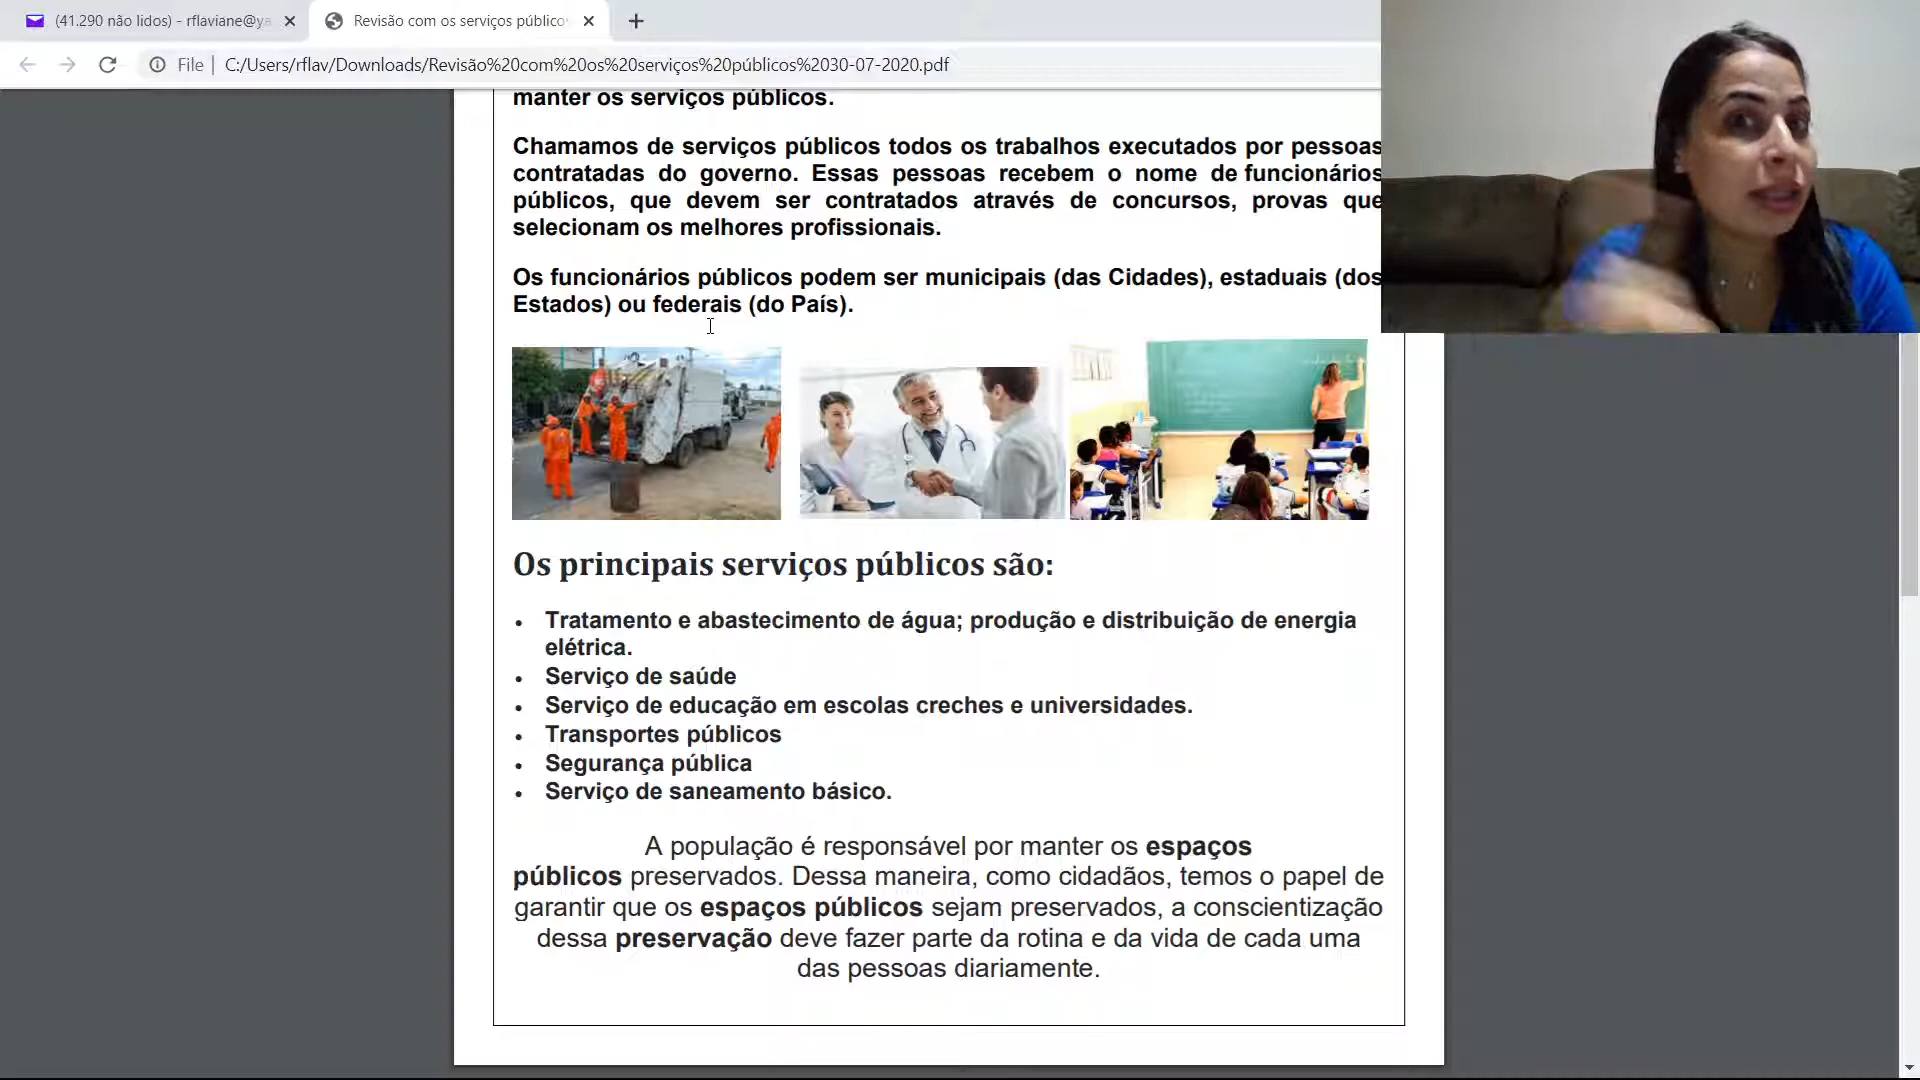 (41.290 não lidos) - rflaviane@ya
Revisão com os serviços público
File | C:/Users/rflav/Downloads/Revisão%20com%20os%20serviços%20públicos%2030-07-2020.pdf
manter os serviços públicos.
Chamamos de serviços públicos todos os trabalhos executados por pessoas
contratadas do governo. Essas pessoas recebem o nome de funcionários
públicos, que devem ser contratados através de concursos, provas que
selecionam os melhores profissionais.
Os funcionários públicos podem ser municipais (das Cidades), estaduais (dos
Estados) ou federais (do País).
Os principais serviços públicos são:
• Tratamento e abastecimento de água; produção e distribuição de energia
elétrica.
• Serviço de saúde
• Serviço de educação em escolas creches e universidades.
• Transportes públicos
• Segurança pública
• Serviço de saneamento básico.
A população é responsável por manter os espaços
públicos preservados. Dessa maneira, como cidadãos, temos o papel de
garantir que os espaços públicos sejam preservados, a conscientização
dessa preservação deve fazer parte da rotina e da vida de cada uma
das pessoas diariamente.